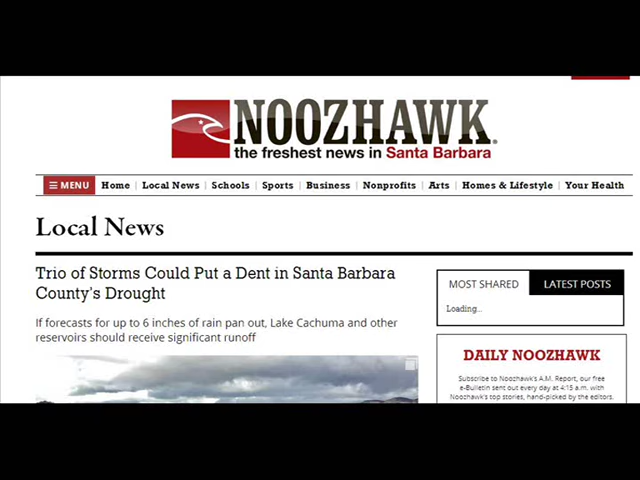 NOOZHAWK®
the freshest news in Santa Barbara
☰ MENU Home Local News Schools Sports Business Nonprofits Arts Homes & Lifestyle Your Health
Local News
Trio of Storms Could Put a Dent in Santa Barbara
County's Drought
If forecasts for up to 6 inches of rain pan out, Lake Cachuma and other
reservoirs should receive significant runoff
MOST SHARED LATEST POSTS
Loading...
DAILY NOOZHAWK
Subscribe to Noozhawk's A.M. Report, our free
e-Bulletin sent out every day at 4:15 a.m. with
Noozhawk's top stories, hand-picked by the editors.